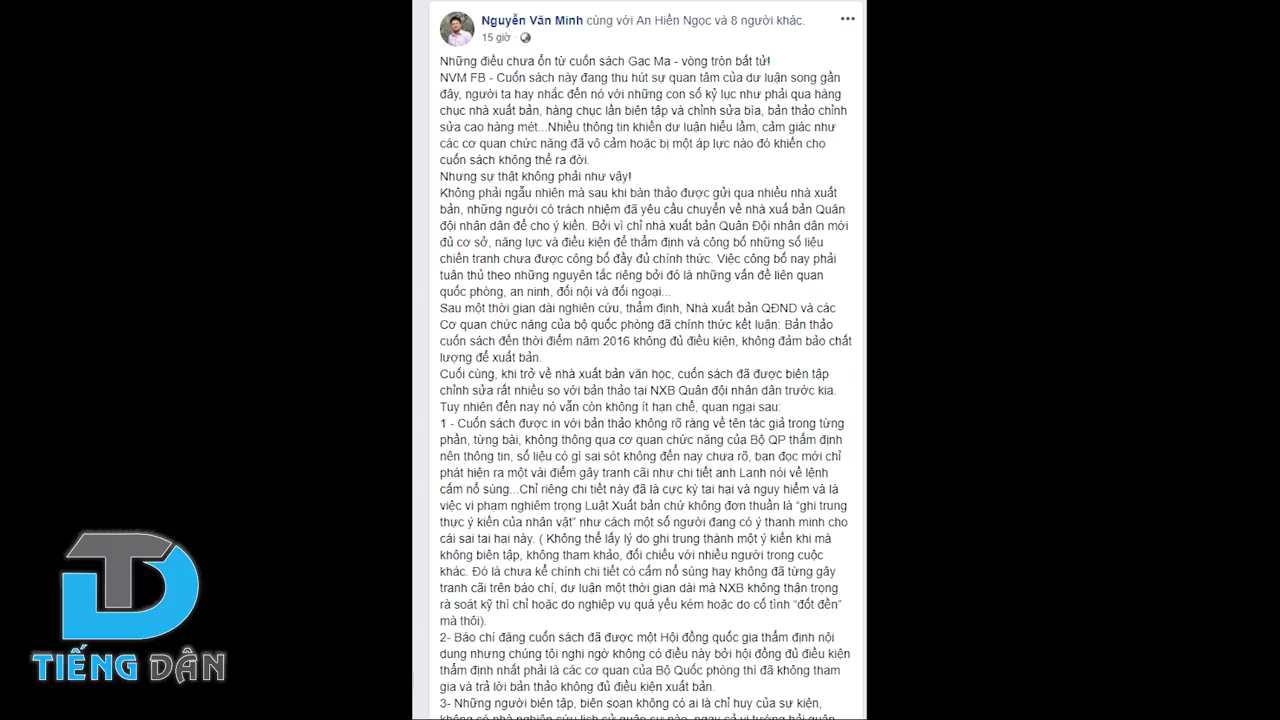 Nguyễn Văn Minh cùng với An Hiền Ngọc và 8 người khác.
15 giờ ·
Những điều chưa ổn từ cuốn sách Gạc Ma - vòng tròn bất tử!
NVM FB - Cuốn sách này đang thu hút sự quan tâm của dư luận song gần
đây, người ta hay nhắc đến nó với những con số kỷ lục như phải qua hàng
chục nhà xuất bản, hàng chục lần biên tập và chỉnh sửa bìa, bản thảo chỉnh
sửa cao hàng mét...Nhiều thông tin khiến dư luận hiểu lầm, cảm giác như
các cơ quan chức năng đã vô cảm hoặc bị một áp lực nào đó khiến cho
cuốn sách không thể ra đời.
Nhưng sự thật không phải như vậy!
Không phải ngẫu nhiên mà sau khi bản thảo được gửi qua nhiều nhà xuất
bản, những người có trách nhiệm đã yêu cầu chuyển về nhà xuấ bản Quân
đội nhân dân để cho ý kiến. Bởi vì chỉ nhà xuất bản Quân Đội nhân dân mới
đủ cơ sở, năng lực và điều kiện để thẩm định và công bố những số liệu
chiến tranh chưa được công bố đầy đủ chính thức. Việc công bố nay phải
tuân thủ theo những nguyên tắc riêng bởi đó là những vấn đề liên quan
quốc phòng, an ninh, đối nội và đối ngoại...
Sau một thời gian dài nghiên cứu, thẩm định, Nhà xuất bản QĐND và các
Cơ quan chức năng của bộ quốc phòng đã chính thức kết luận: Bản thảo
cuốn sách đến thời điểm năm 2016 không đủ điều kiện, không đảm bảo chất
lượng để xuất bản.
Cuối cùng, khi trở về nhà xuất bản văn học, cuốn sách đã được biên tập
chỉnh sửa rất nhiều so với bản thảo tại NXB Quân đội nhân dân trước kia.
Tuy nhiên đến nay nó vẫn còn không ít hạn chế, quan ngại sau:
1 - Cuốn sách được in với bản thảo không rõ ràng về tên tác giả trong từng
phần, từng bài, không thông qua cơ quan chức năng của Bộ QP thẩm định
nên thông tin, số liệu có gì sai sót không đến nay chưa rõ, bạn đọc mới chỉ
phát hiện ra một vài điểm gây tranh cãi như chi tiết anh Lanh nói về lệnh
cấm nổ súng...Chỉ riêng chi tiết này đã là cực kỳ tai hại và nguy hiểm và là
việc vi phạm nghiêm trọng Luật Xuất bản chứ không đơn thuần là "ghi trung
thực ý kiến của nhân vật" như cách một số người đang có ý thanh minh cho
cái sai tai hại này. ( Không thể lấy lý do ghi trung thành một ý kiến khi mà
không biên tập, không tham khảo, đối chiếu với nhiều người trong cuộc
khác. Đó là chưa kể chính chi tiết có cấm nổ súng hay không đã từng gây
tranh cãi trên báo chí, dư luận một thời gian dài mà NXB không thận trọng
rà soát kỹ thì chỉ hoặc do nghiệp vụ quá yếu kém hoặc do cố tình "đốt đền"
mà thôi).
2- Báo chí đăng cuốn sách đã được một Hội đồng quốc gia thẩm định nội
dung nhưng chúng tôi nghi ngờ không có điều này bởi hội đồng đủ điều kiện
thẩm định nhất phải là các cơ quan của Bộ Quốc phòng thì đã không tham
gia và trả lời bản thảo không đủ điều kiện xuất bản.
3- Những người biên tập, biên soạn không có ai là chỉ huy của sự kiện,
không có nhà nghiên cứu lịch sử quân sự nào, ngay cả vị tướng hải quân
TIẾNG DÂN